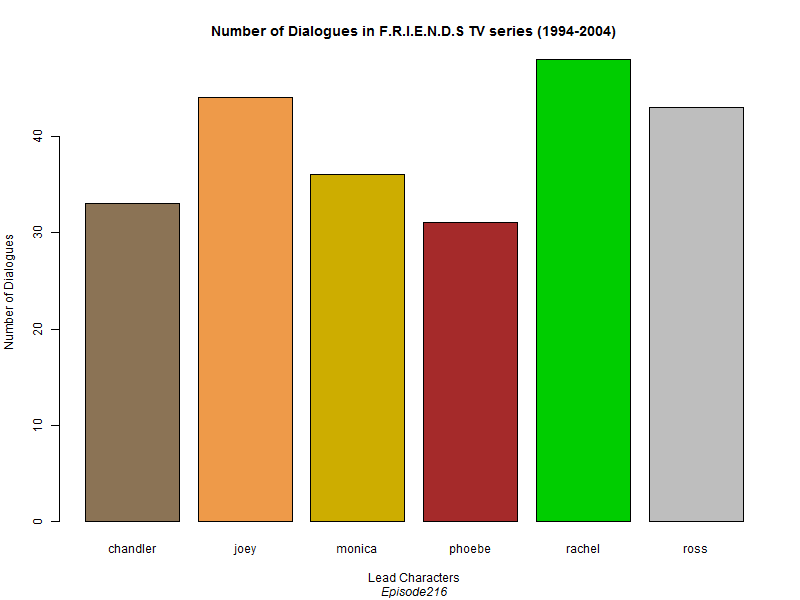 Number of Dialogues in F.R.I.E.N.D.S TV series (1994-2004)
Number of Dialogues
40
30
20
10
0
chandler joey monica phoebe rachel ross
Lead Characters
Episode216